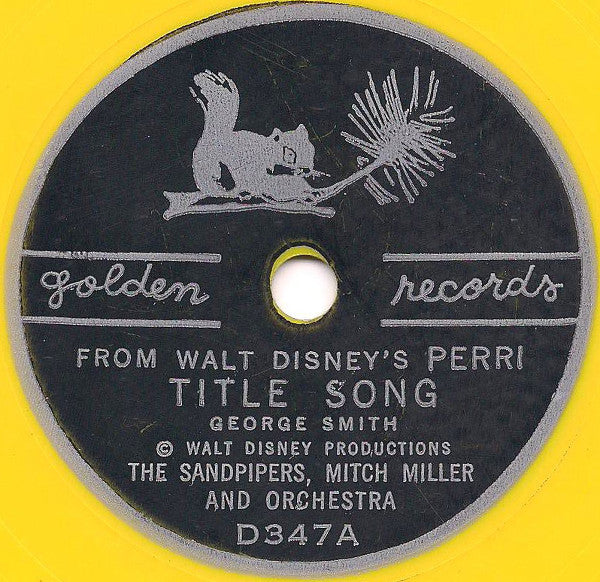 golden records
FROM WALT DISNEY'S PERRI
TITLE SONG
GEORGE SMITH
© WALT DISNEY PRODUCTIONS
THE SANDPIPERS, MITCH MILLER
AND ORCHESTRA
D347A